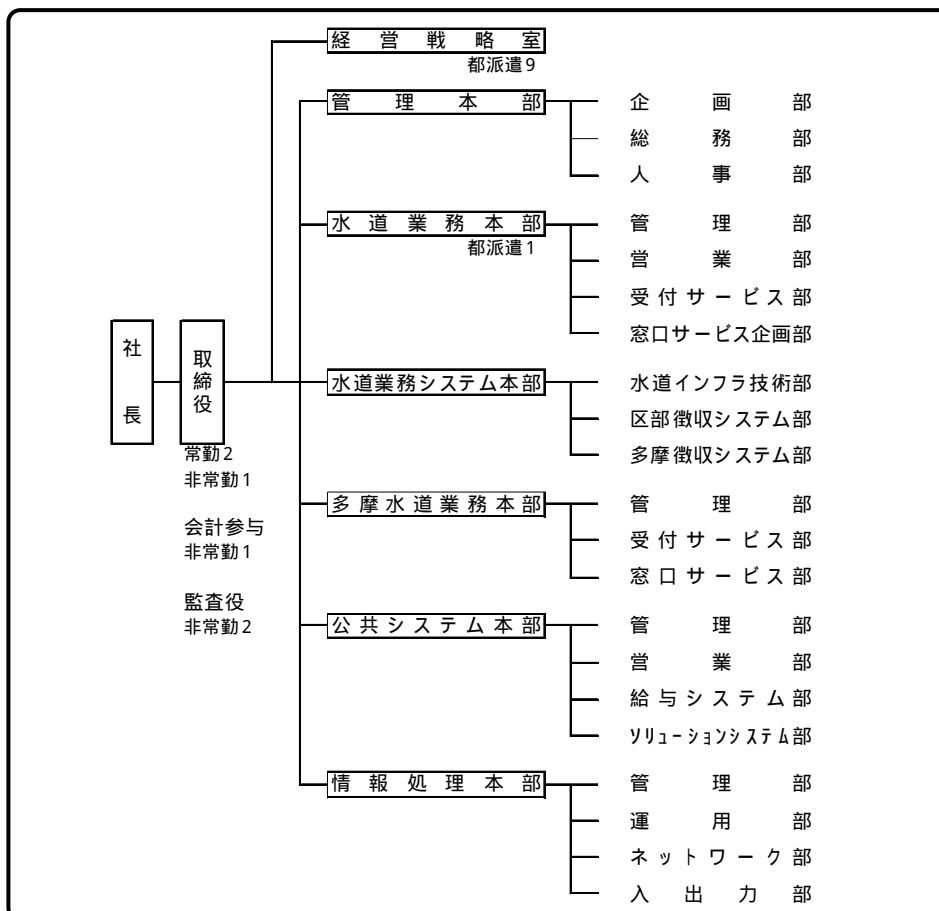 経営戦略室
都派遣9
管理本部
企画部
総務部
人事部
水道業務本部
都派遣1
管理部
営業部
受付サービス部
窓口サービス企画部
社長
取締役
常勤2
非常勤1
会計参与
非常勤1
監査役
非常勤2
水道業務システム本部
水道インフラ技術部
区部徴収システム部
多摩徴収システム部
多摩水道業務本部
管理部
受付サービス部
窓口サービス部
公共システム本部
管理部
営業部
給与システム部
ソリューションシステム部
情報処理本部
管理部
運用部
ネットワーク部
入出力部